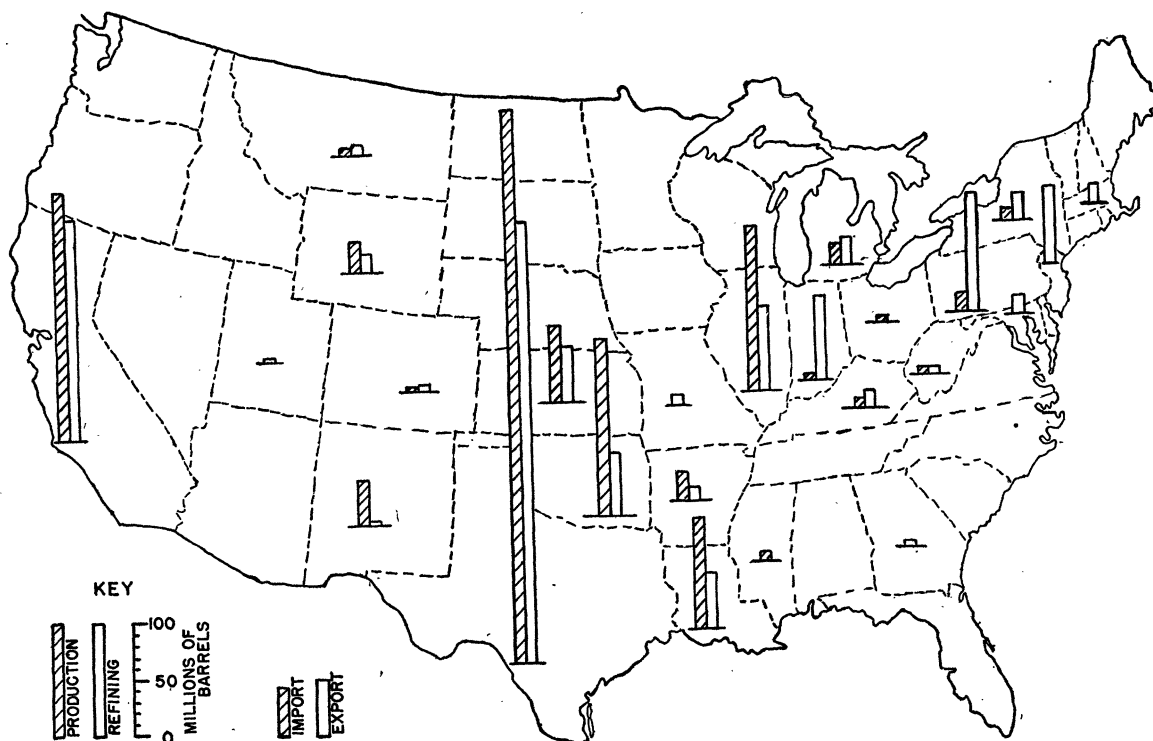 KEY
PRODUCTION
REFINING
100
50
0
MILLIONS OF
BARRELS
IMPORT
EXPORT